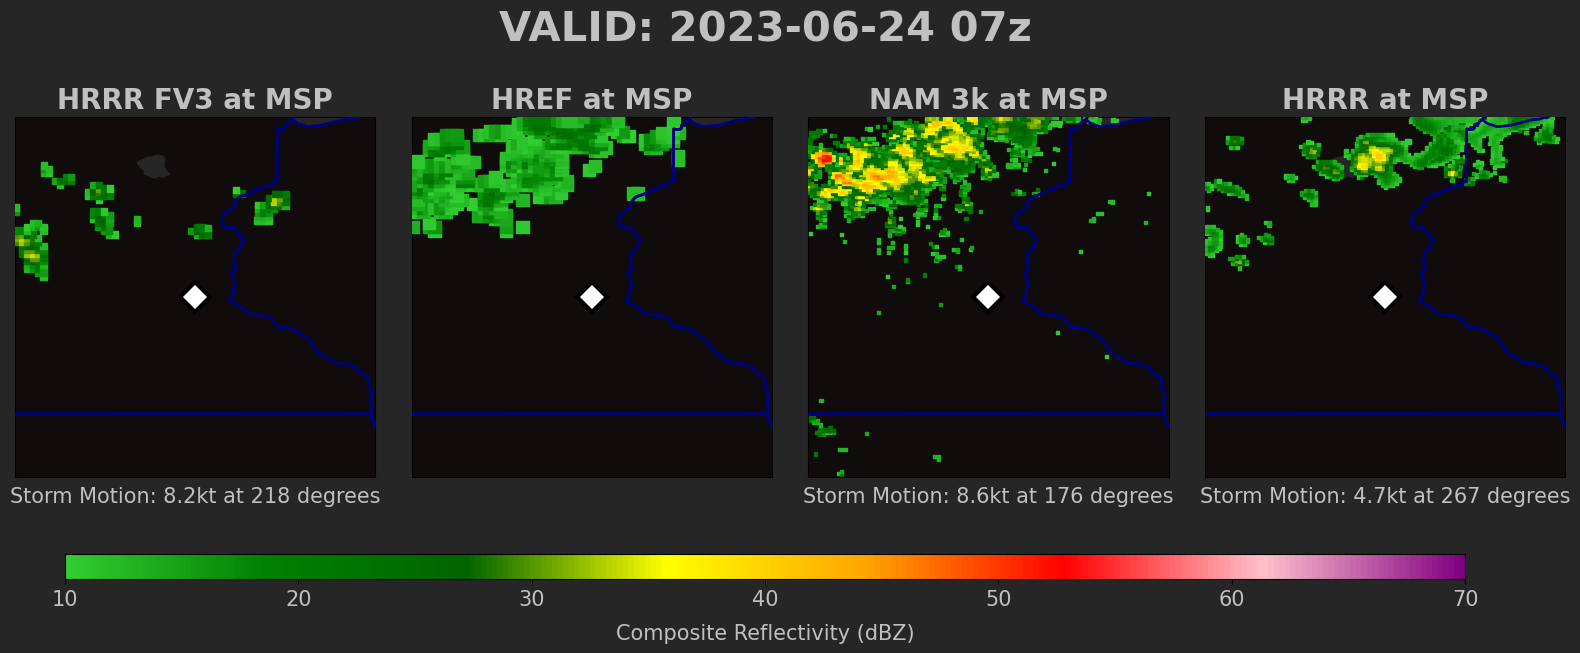 VALID: 2023-06-24 07z
HRRR FV3 at MSP
HREF at MSP
NAM 3k at MSP
HRRR at MSP
Storm Motion: 8.2kt at 218 degrees
Storm Motion: 8.6kt at 176 degrees
Storm Motion: 4.7kt at 267 degrees
10 20 30 40 50 60 70
Composite Reflectivity (dBZ)